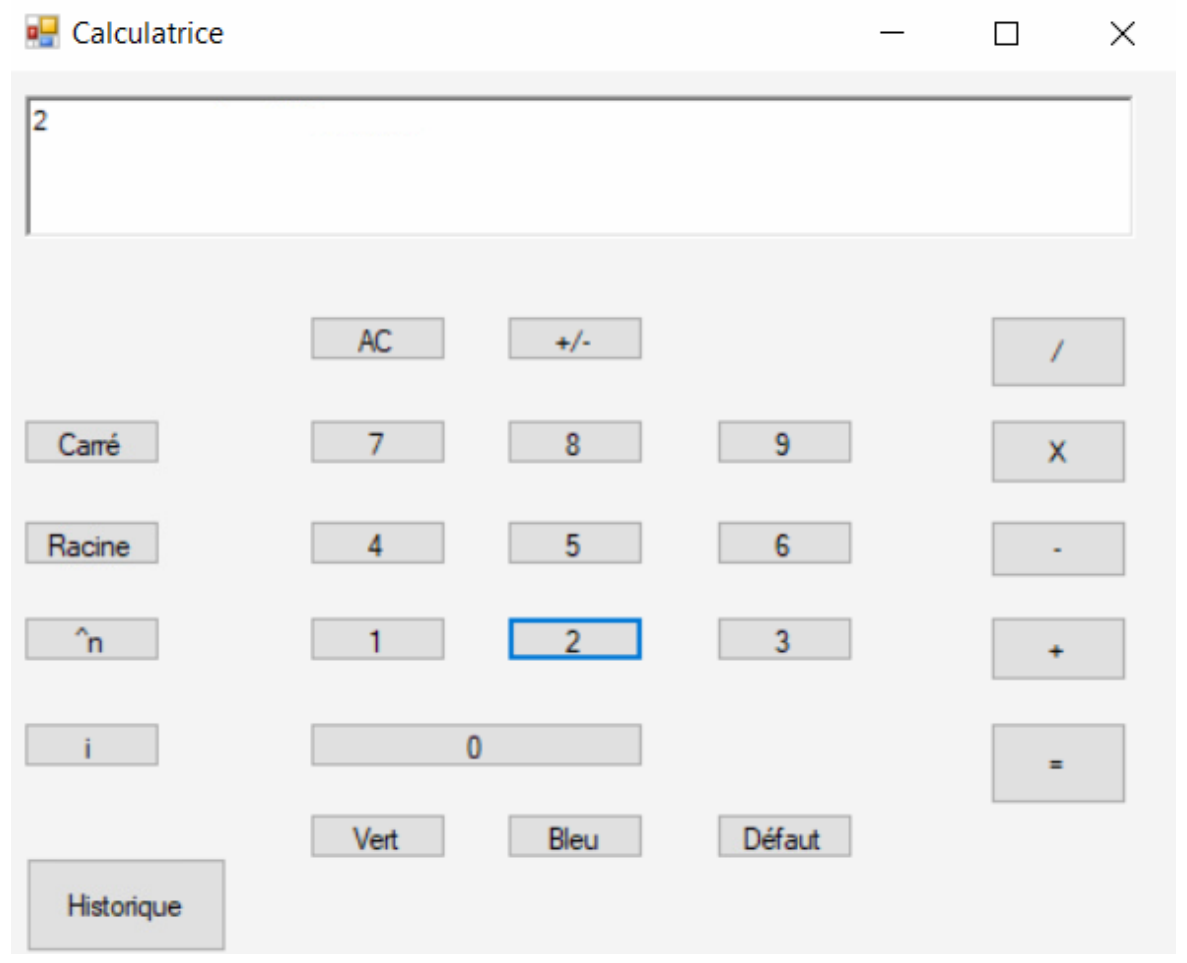 Calculatrice
2
AC +/- /
Carré 7 8 9 X
Racine 4 5 6 -
^n 1 2 3 +
i 0 =
Vert Bleu Défaut
Historique